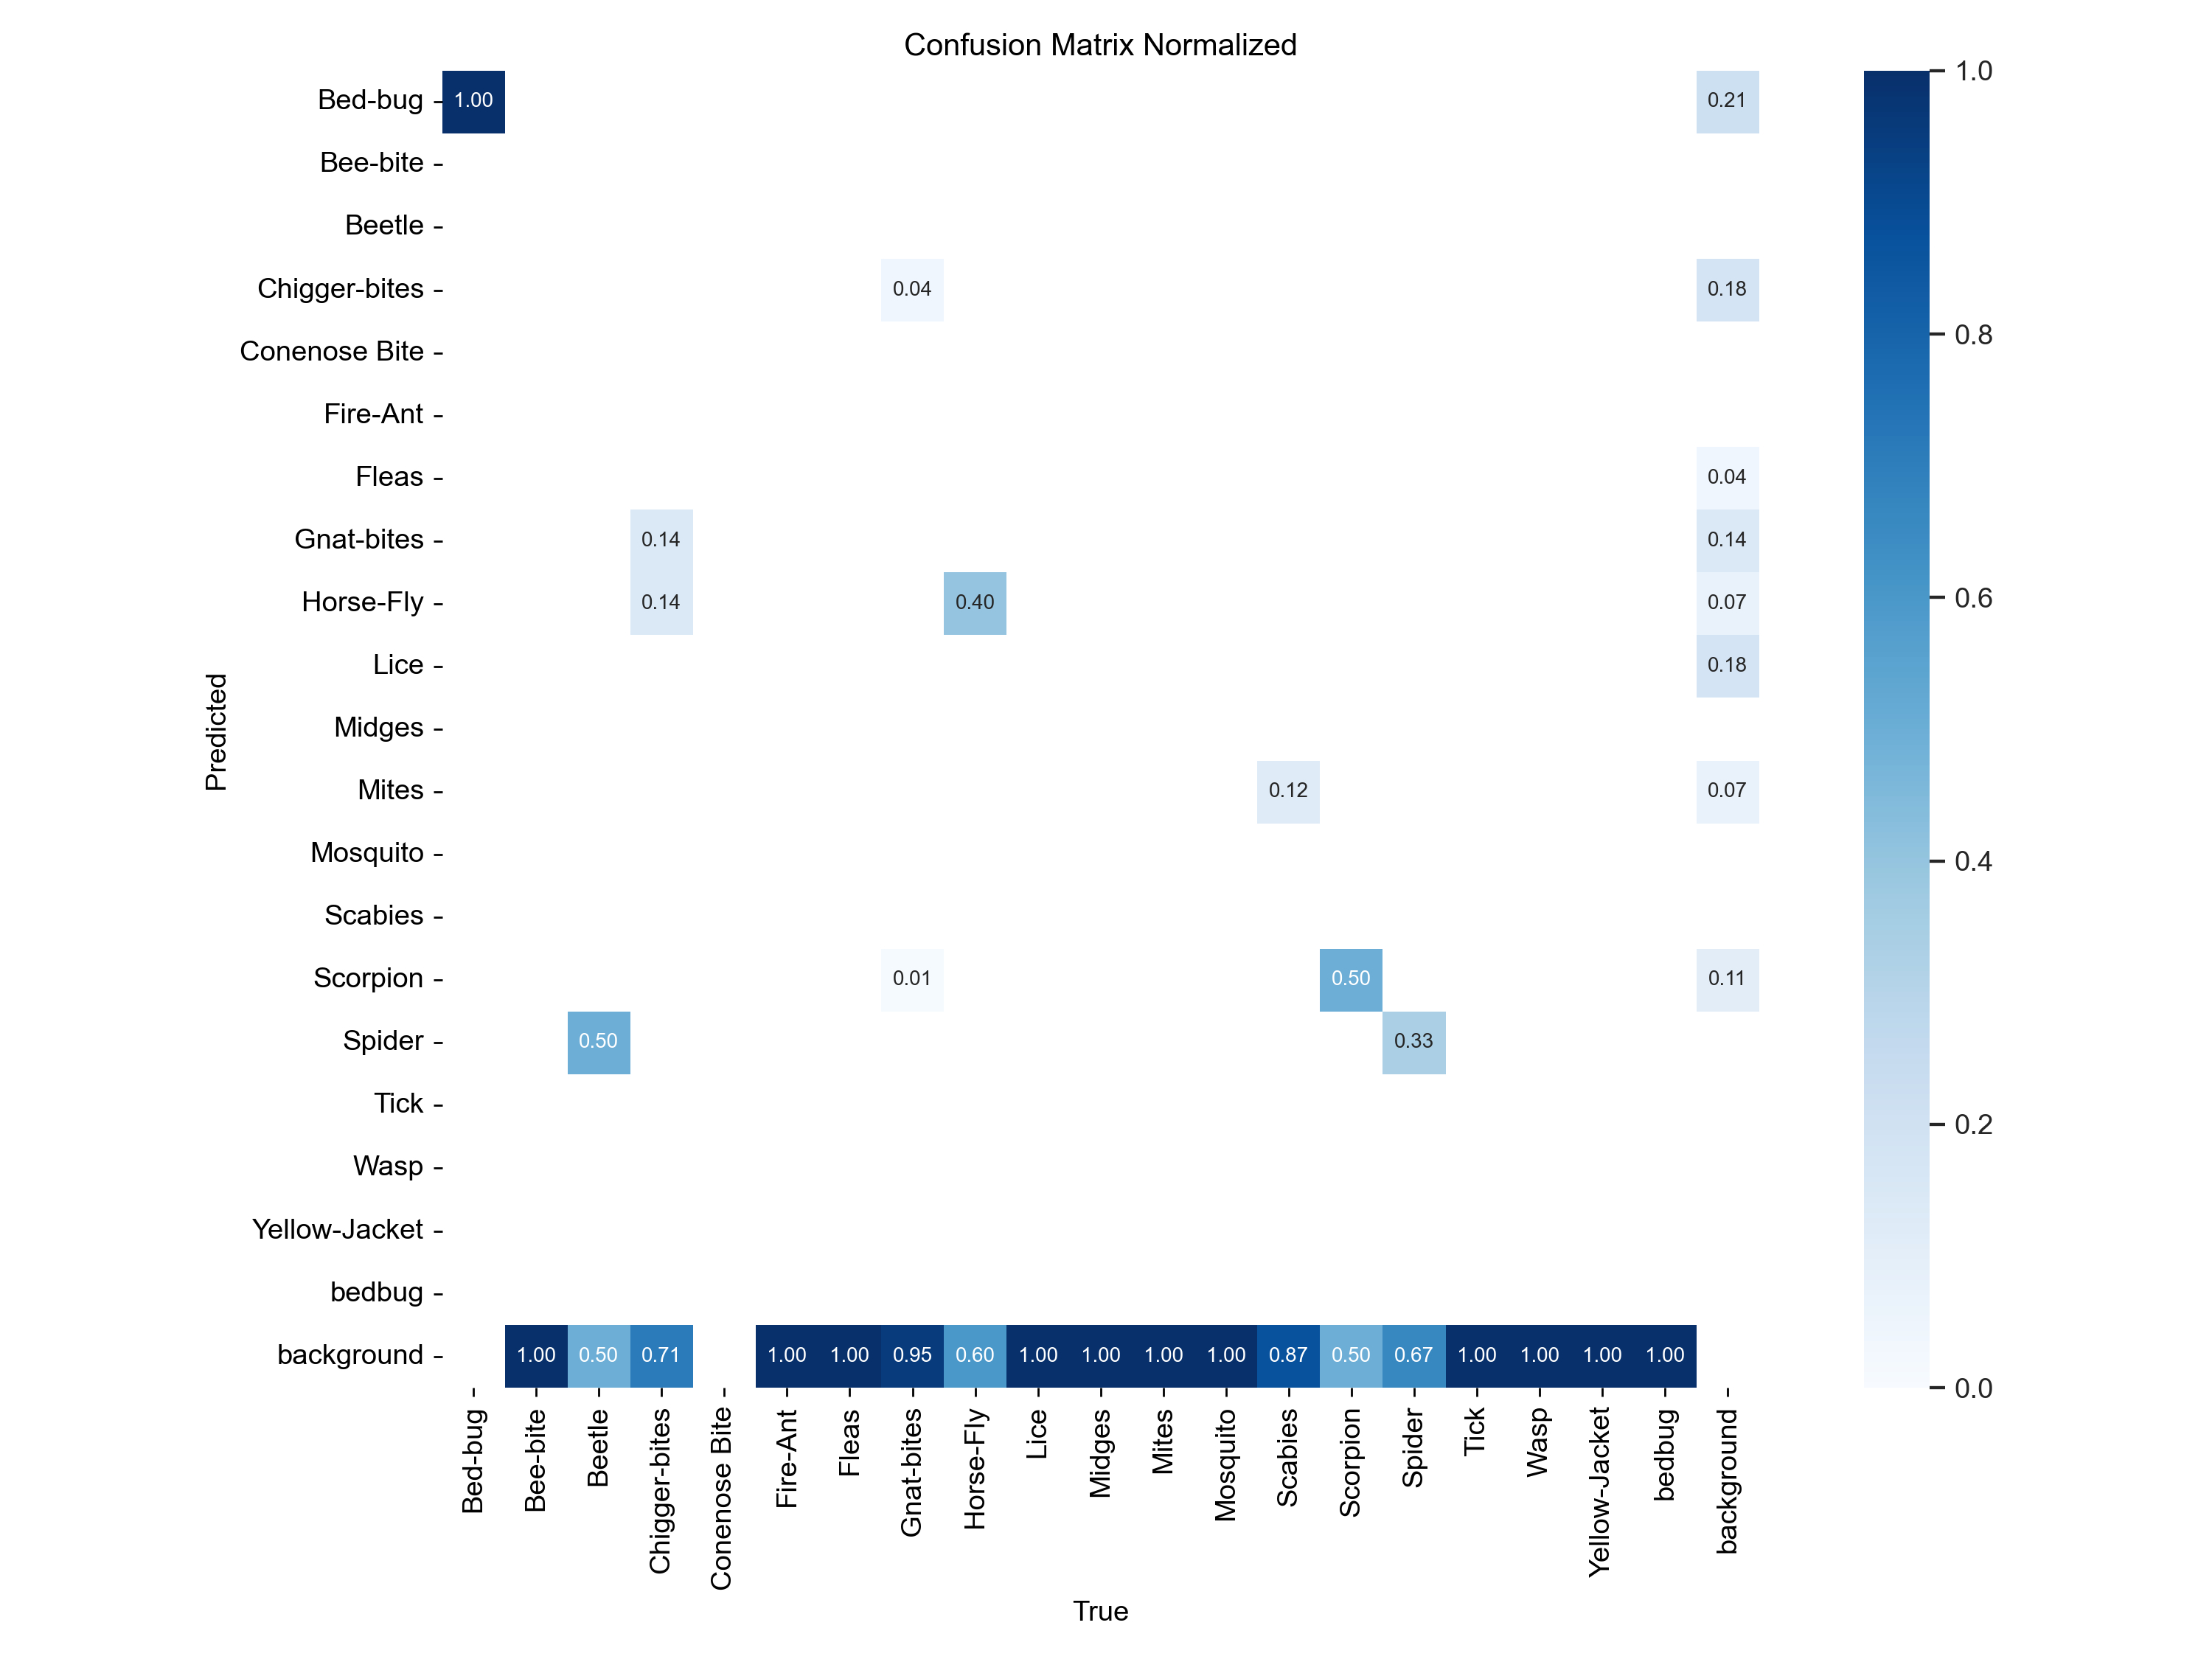 Confusion Matrix Normalized
Bed-bug 1.00 0.21
Bee-bite
Beetle
Chigger-bites 0.04 0.18
Conenose Bite
Fire-Ant
Fleas 0.04
Gnat-bites 0.14 0.14
Horse-Fly 0.14 0.40 0.07
Lice 0.18
Midges
Mites 0.12 0.07
Mosquito
Scabies
Scorpion 0.01 0.50 0.11
Spider 0.50 0.33
Tick
Wasp
Yellow-Jacket
bedbug
background 1.00 0.50 0.71 1.00 1.00 0.95 0.60 1.00 1.00 1.00 1.00 0.87 0.50 0.67 1.00 1.00 1.00 1.00
Predicted
Bed-bug
Bee-bite
Beetle
Chigger-bites
Conenose Bite
Fire-Ant
Fleas
Gnat-bites
Horse-Fly
Lice
Midges
Mites
Mosquito
Scabies
Scorpion
Spider
Tick
Wasp
Yellow-Jacket
bedbug
background
True
1.0
0.8
0.6
0.4
0.2
0.0